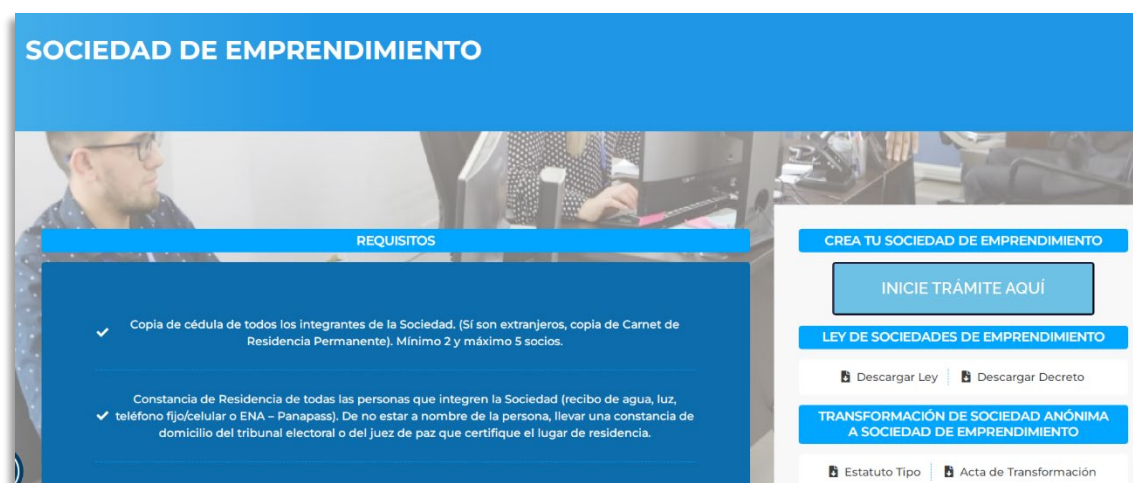 SOCIEDAD DE EMPRENDIMIENTO
REQUISITOS
Copia de cédula de todos los integrantes de la Sociedad. (Sí son extranjeros, copia de Carnet de
Residencia Permanente). Mínimo 2 y máximo 5 socios.
Constancia de Residencia de todas las personas que integren la Sociedad (recibo de agua, luz,
teléfono fijo/celular o ENA – Panapass). De no estar a nombre de la persona, llevar una constancia de
domicilio del tribunal electoral o del juez de paz que certifique el lugar de residencia.
CREA TU SOCIEDAD DE EMPRENDIMIENTO
INICIE TRÁMITE AQUÍ
LEY DE SOCIEDADES DE EMPRENDIMIENTO
Descargar Ley Descargar Decreto
TRANSFORMACIÓN DE SOCIEDAD ANÓNIMA
A SOCIEDAD DE EMPRENDIMIENTO
Estatuto Tipo Acta de Transformación